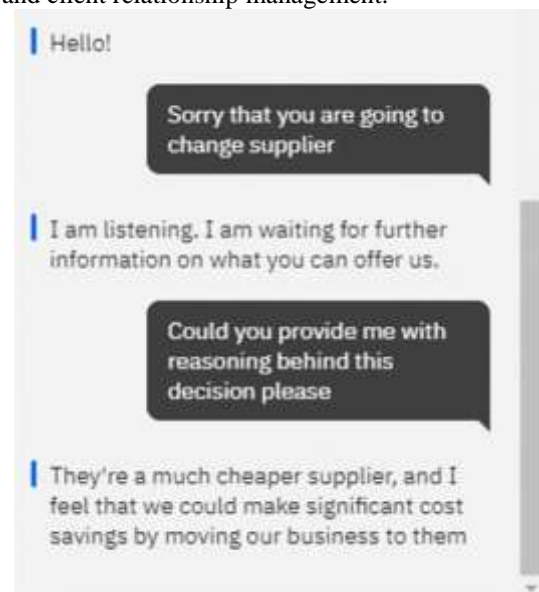 and client relationship management.
Hello!
Sorry that you are going to
change supplier
I am listening. I am waiting for further
information on what you can offer us.
Could you provide me with
reasoning behind this
decision please
They're a much cheaper supplier, and I
feel that we could make significant cost
savings by moving our business to them